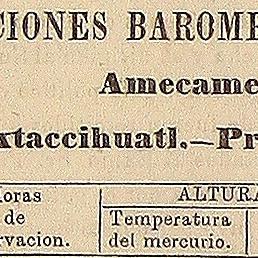 CIONES BAROME
Amecame
xtaccihuatl.—Pr
oras
de
rvacion.
ALTURA
Temperatura
del mercurio.